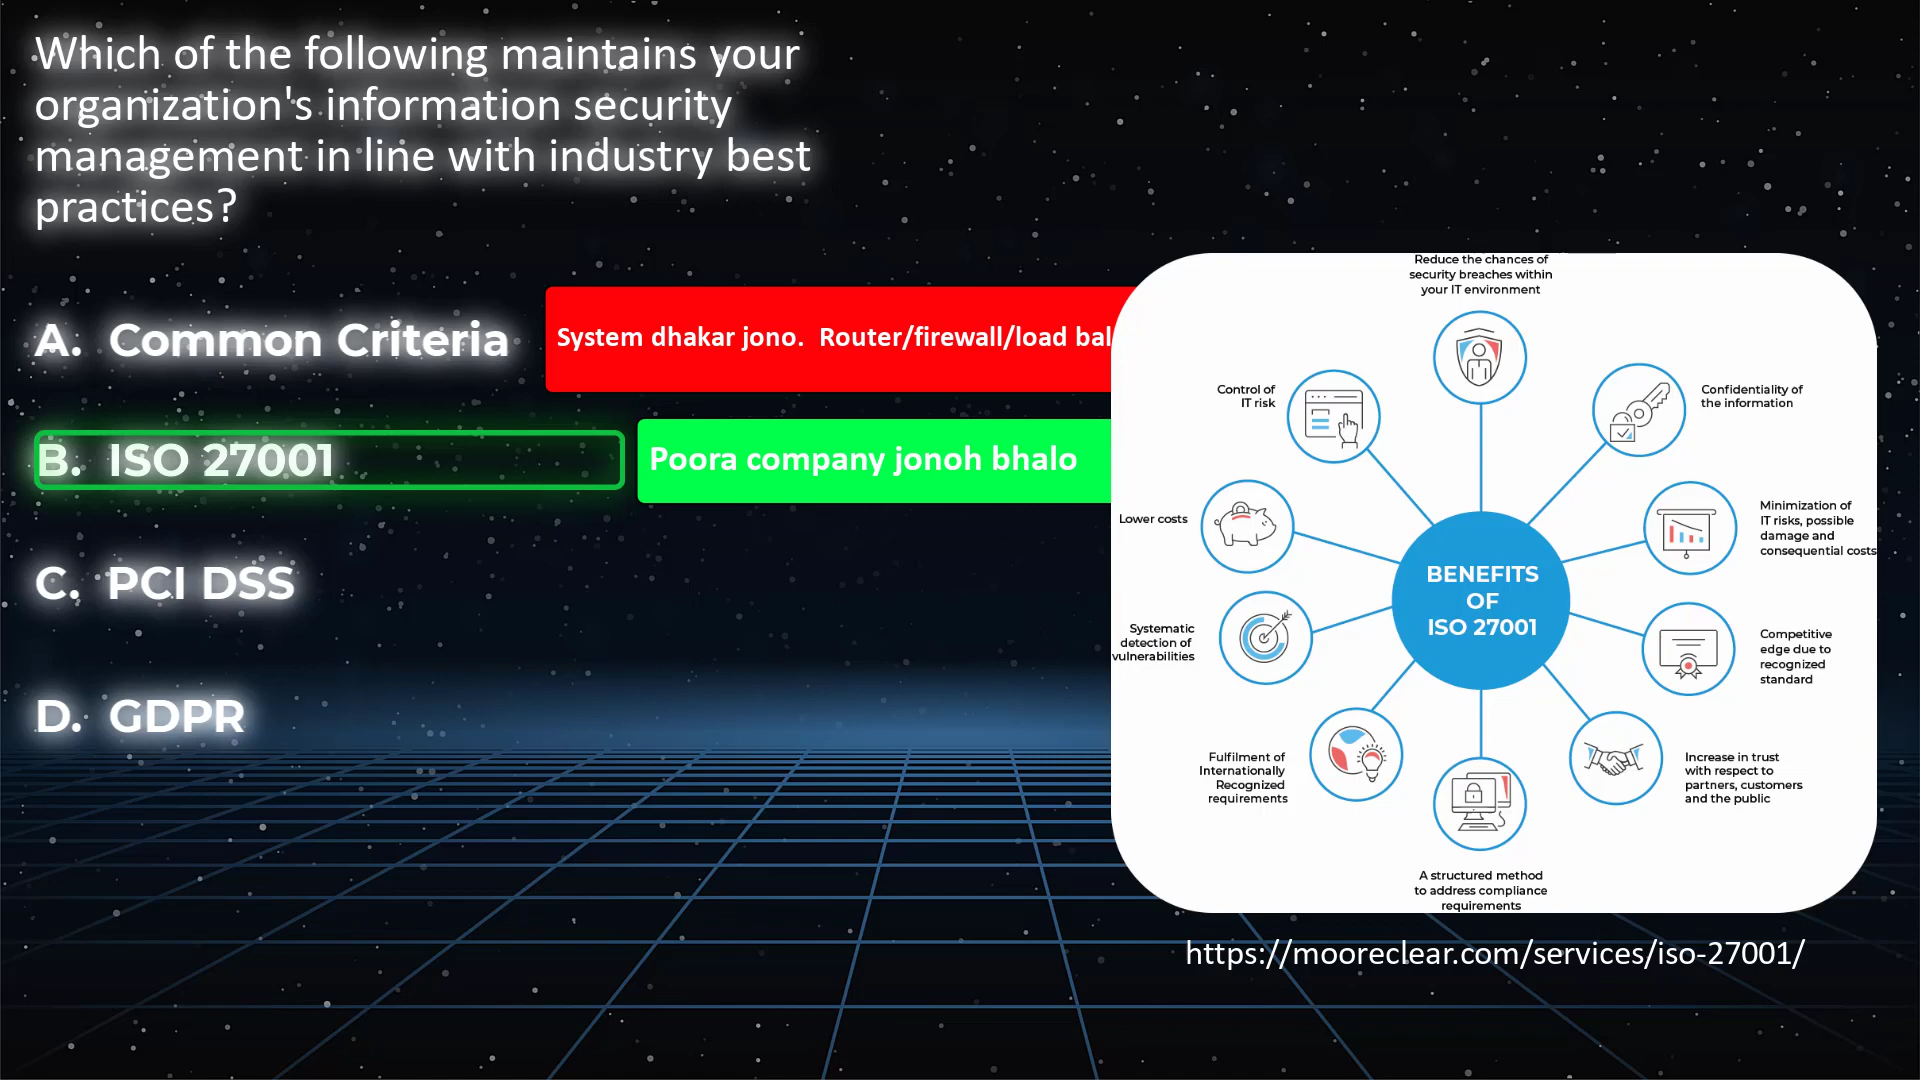 Which of the following maintains your
organization's information security
management in line with industry best
practices?
A. Common Criteria
System dhakar jono. Router/firewall/load bal
B. ISO 27001
Poora company jonoh bhalo
C. PCI DSS
D. GDPR
Reduce the chances of
security breaches within
your IT environment
Control of
IT risk
Confidentiality of
the information
Lower costs
Minimization of
IT risks, possible
damage and
consequential costs
BENEFITS
OF
ISO 27001
Systematic
detection of
vulnerabilities
Competitive
edge due to
recognized
standard
Fulfilment of
Internationally
Recognized
requirements
Increase in trust
with respect to
partners, customers
and the public
A structured method
to address compliance
requirements
https://mooreclear.com/services/iso-27001/